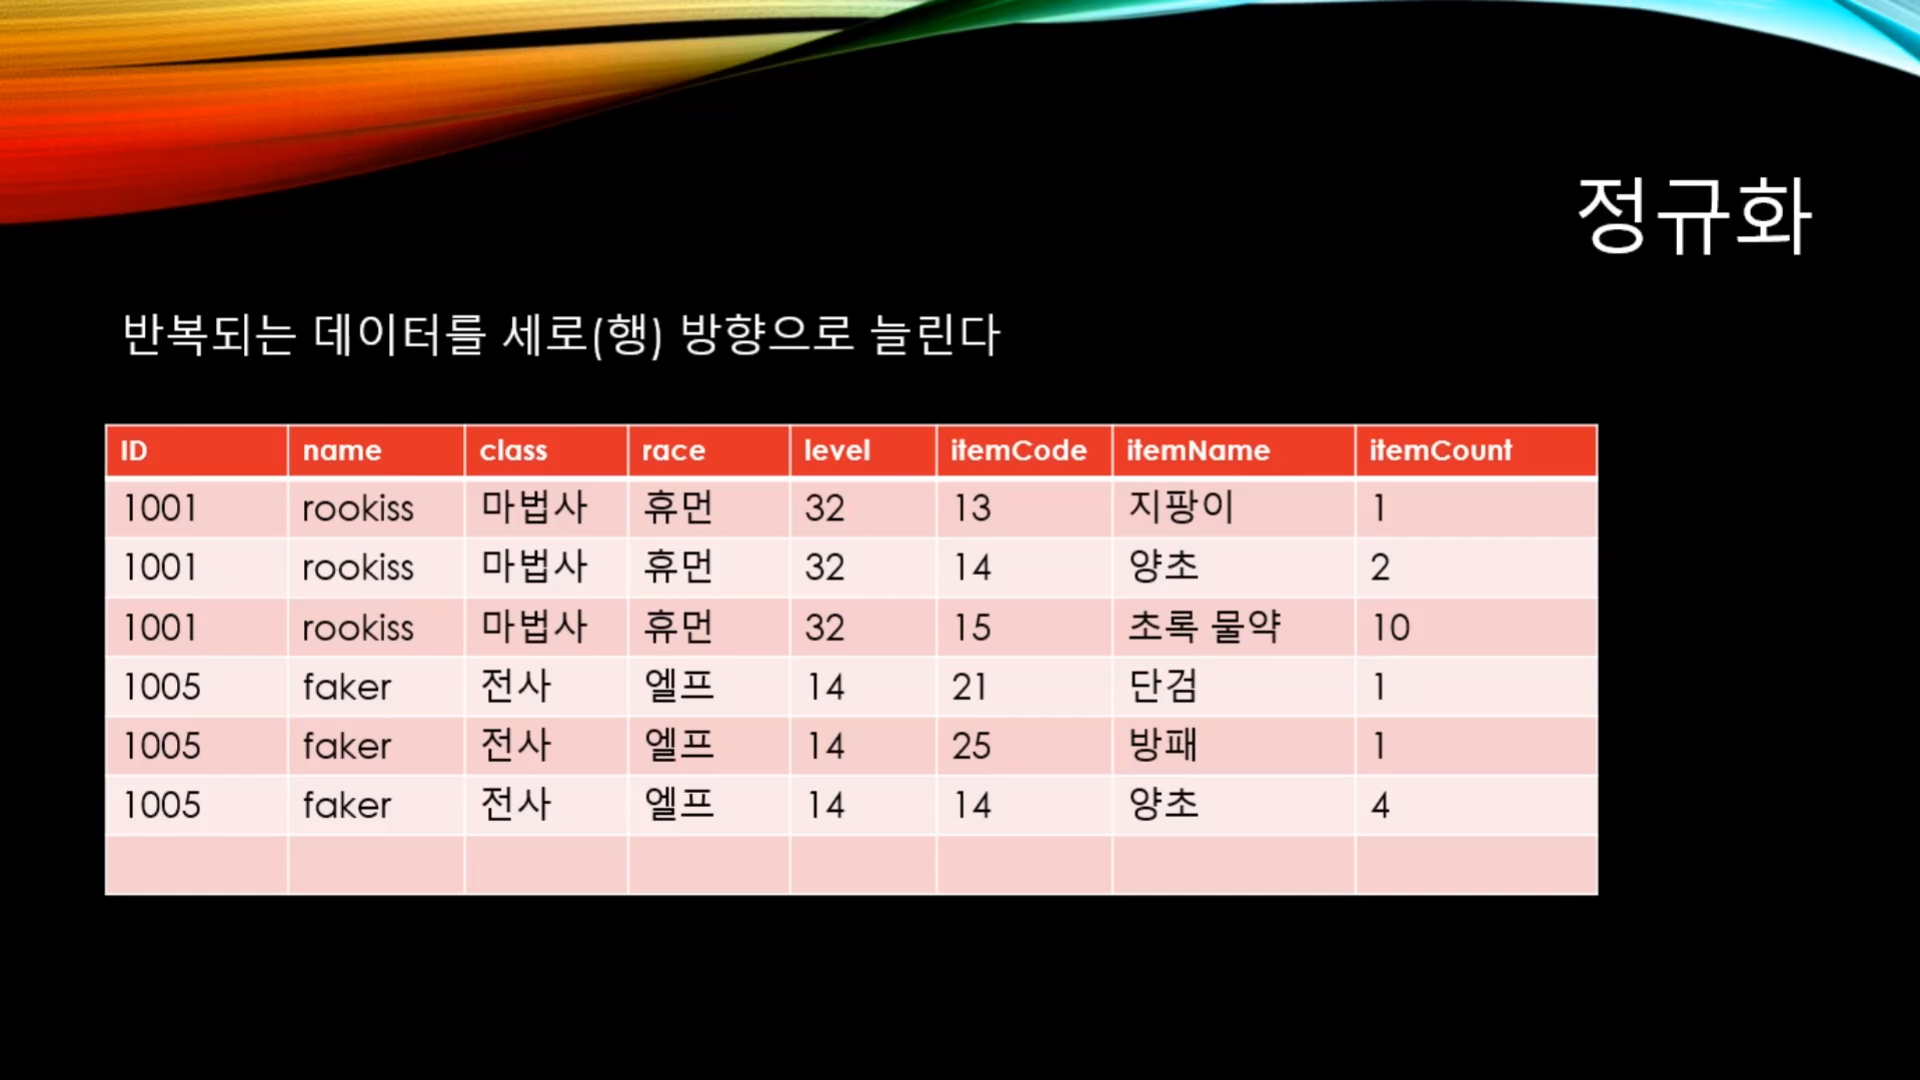 정규화
반복되는 데이터를 세로(행) 방향으로 늘린다
ID name class race level itemCode itemName itemCount
1001 rookiss 마법사 휴먼 32 13 지팡이 1
1001 rookiss 마법사 휴먼 32 14 양초 2
1001 rookiss 마법사 휴먼 32 15 초록 물약 10
1005 faker 전사 엘프 14 21 단검 1
1005 faker 전사 엘프 14 25 방패 1
1005 faker 전사 엘프 14 14 양초 4